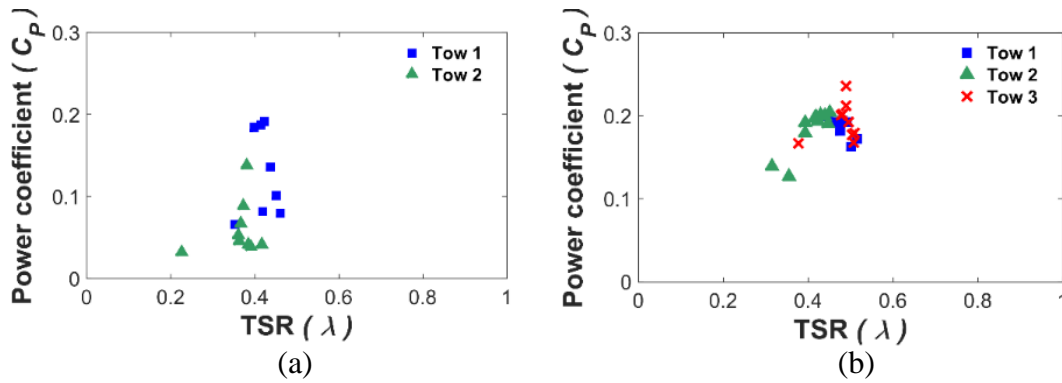 Power coefficient ( C_P )
0.3
0.2
0.1
0
0
0.2
0.4
0.6
0.8
1
TSR ( λ )
Tow 1
Tow 2
(a)
Power coefficient ( C_P )
0.3
0.2
0.1
0
0
0.2
0.4
0.6
0.8
1
TSR ( λ )
Tow 1
Tow 2
Tow 3
(b)